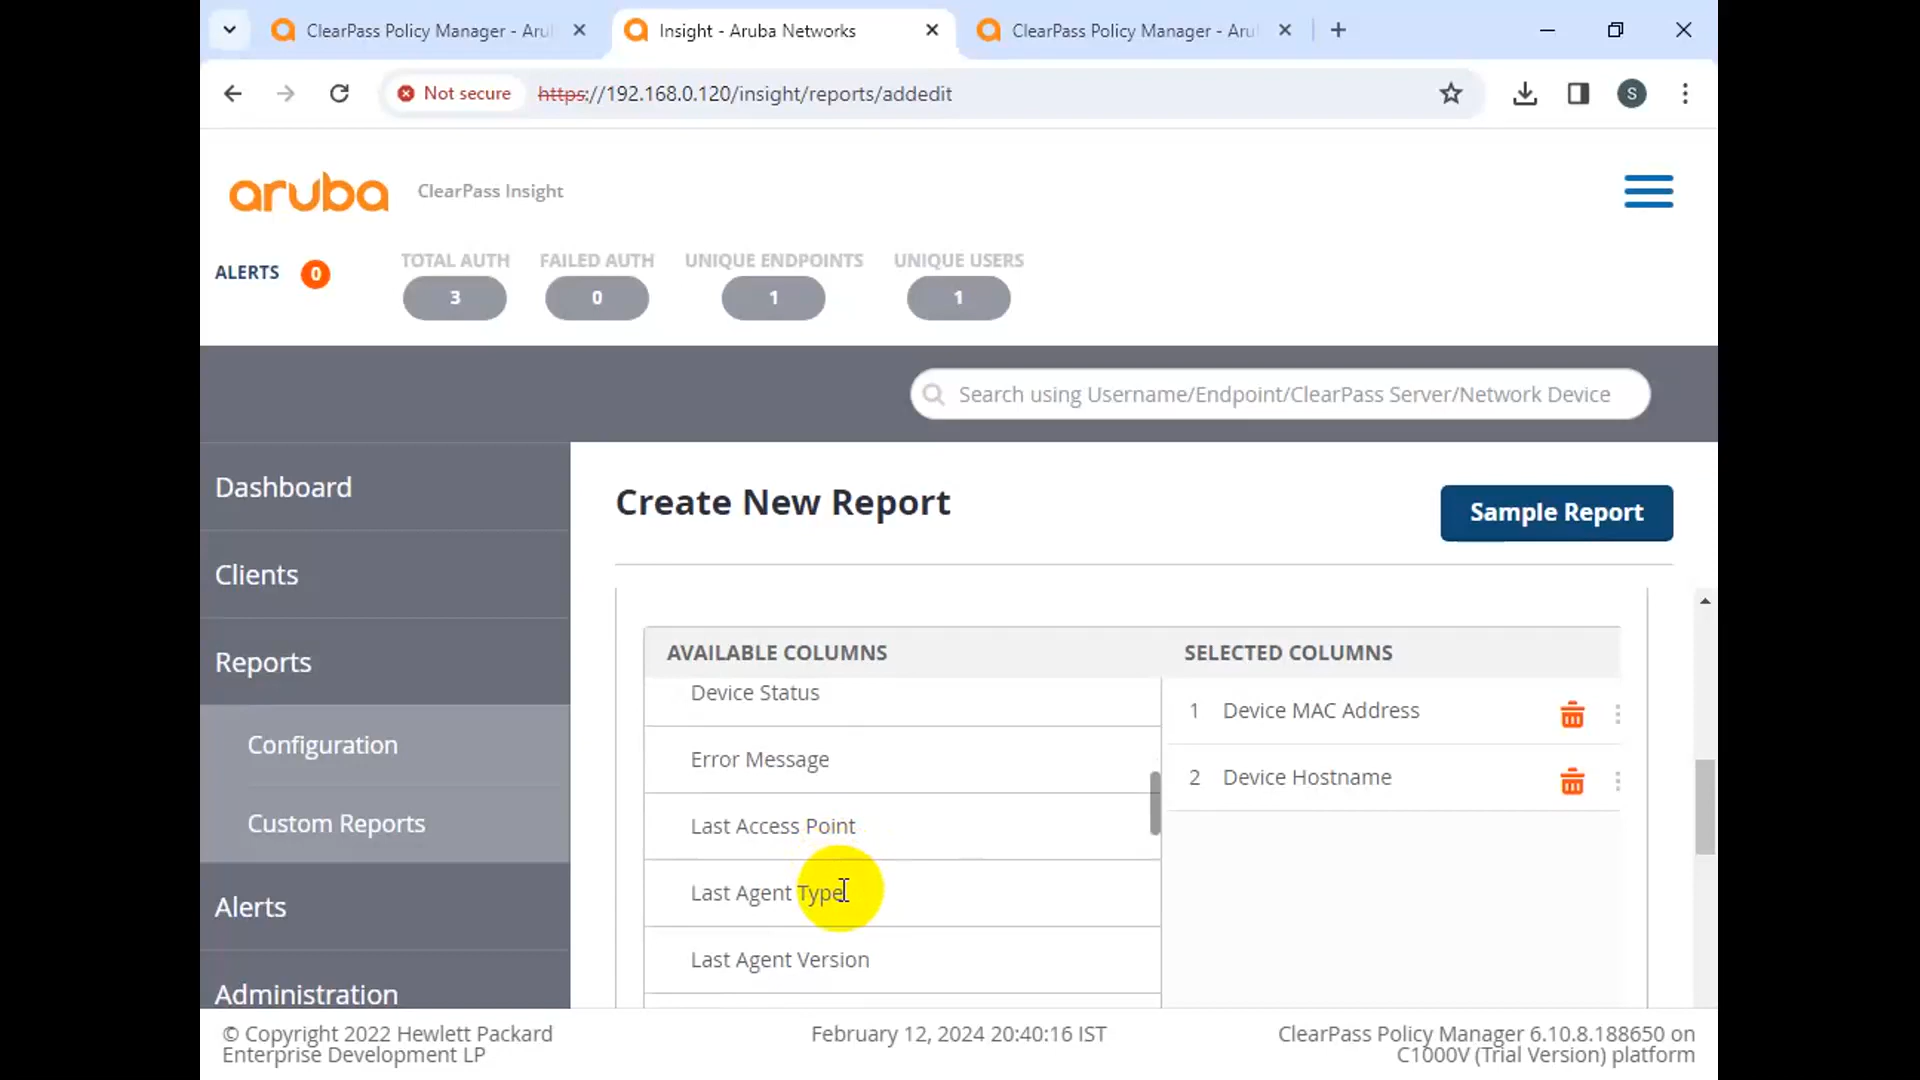 ClearPass Policy Manager - Aru
Insight - Aruba Networks
ClearPass Policy Manager - Aru
Not secure
https://192.168.0.120/insight/reports/addedit
S
aruba
ClearPass Insight
ALERTS 0
TOTAL AUTH
3
FAILED AUTH
0
UNIQUE ENDPOINTS
1
UNIQUE USERS
1
Search using Username/Endpoint/ClearPass Server/Network Device
Dashboard
Clients
Reports
Configuration
Custom Reports
Alerts
Administration
Create New Report
Sample Report
AVAILABLE COLUMNS
Device Status
Error Message
Last Access Point
Last Agent Type
Last Agent Version
SELECTED COLUMNS
1 Device MAC Address
2 Device Hostname
© Copyright 2022 Hewlett Packard
Enterprise Development LP
February 12, 2024 20:40:16 IST
ClearPass Policy Manager 6.10.8.188650 on
C1000V (Trial Version) platform